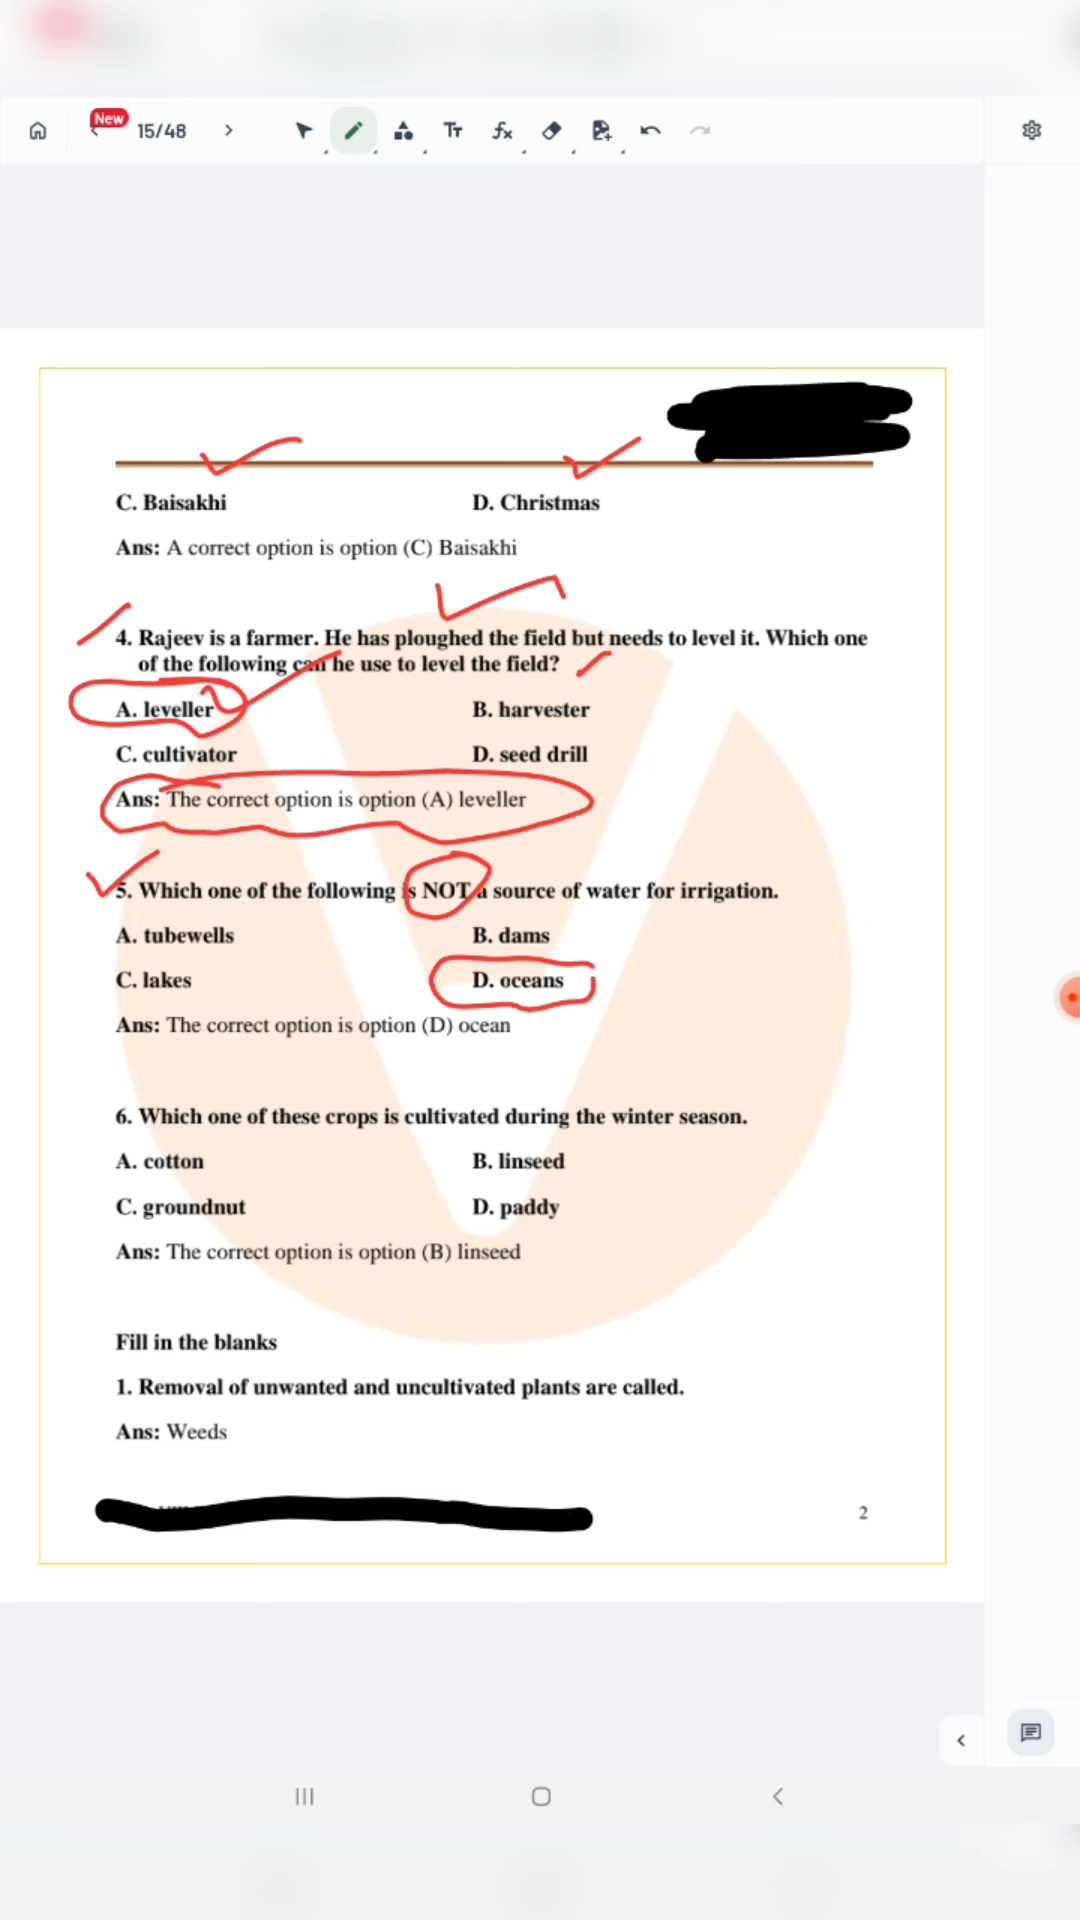 New
15/48
C. Baisakhi D. Christmas
Ans: A correct option is option (C) Baisakhi
4. Rajeev is a farmer. He has ploughed the field but needs to level it. Which one
of the following can he use to level the field?
A. leveller B. harvester
C. cultivator D. seed drill
Ans: The correct option is option (A) leveller
5. Which one of the following is NOT a source of water for irrigation.
A. tubewells B. dams
C. lakes D. oceans
Ans: The correct option is option (D) ocean
6. Which one of these crops is cultivated during the winter season.
A. cotton B. linseed
C. groundnut D. paddy
Ans: The correct option is option (B) linseed
Fill in the blanks
1. Removal of unwanted and uncultivated plants are called.
Ans: Weeds
2